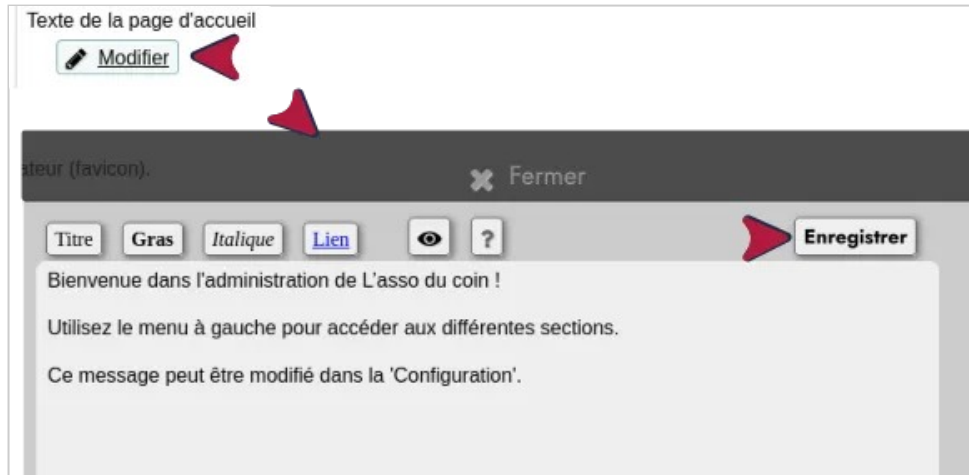 Texte de la page d'accueil
Modifier
ateur (favicon).
Fermer
Titre Gras Italique Lien ? Enregistrer
Bienvenue dans l'administration de L'asso du coin !
Utilisez le menu à gauche pour accéder aux différentes sections.
Ce message peut être modifié dans la 'Configuration'.